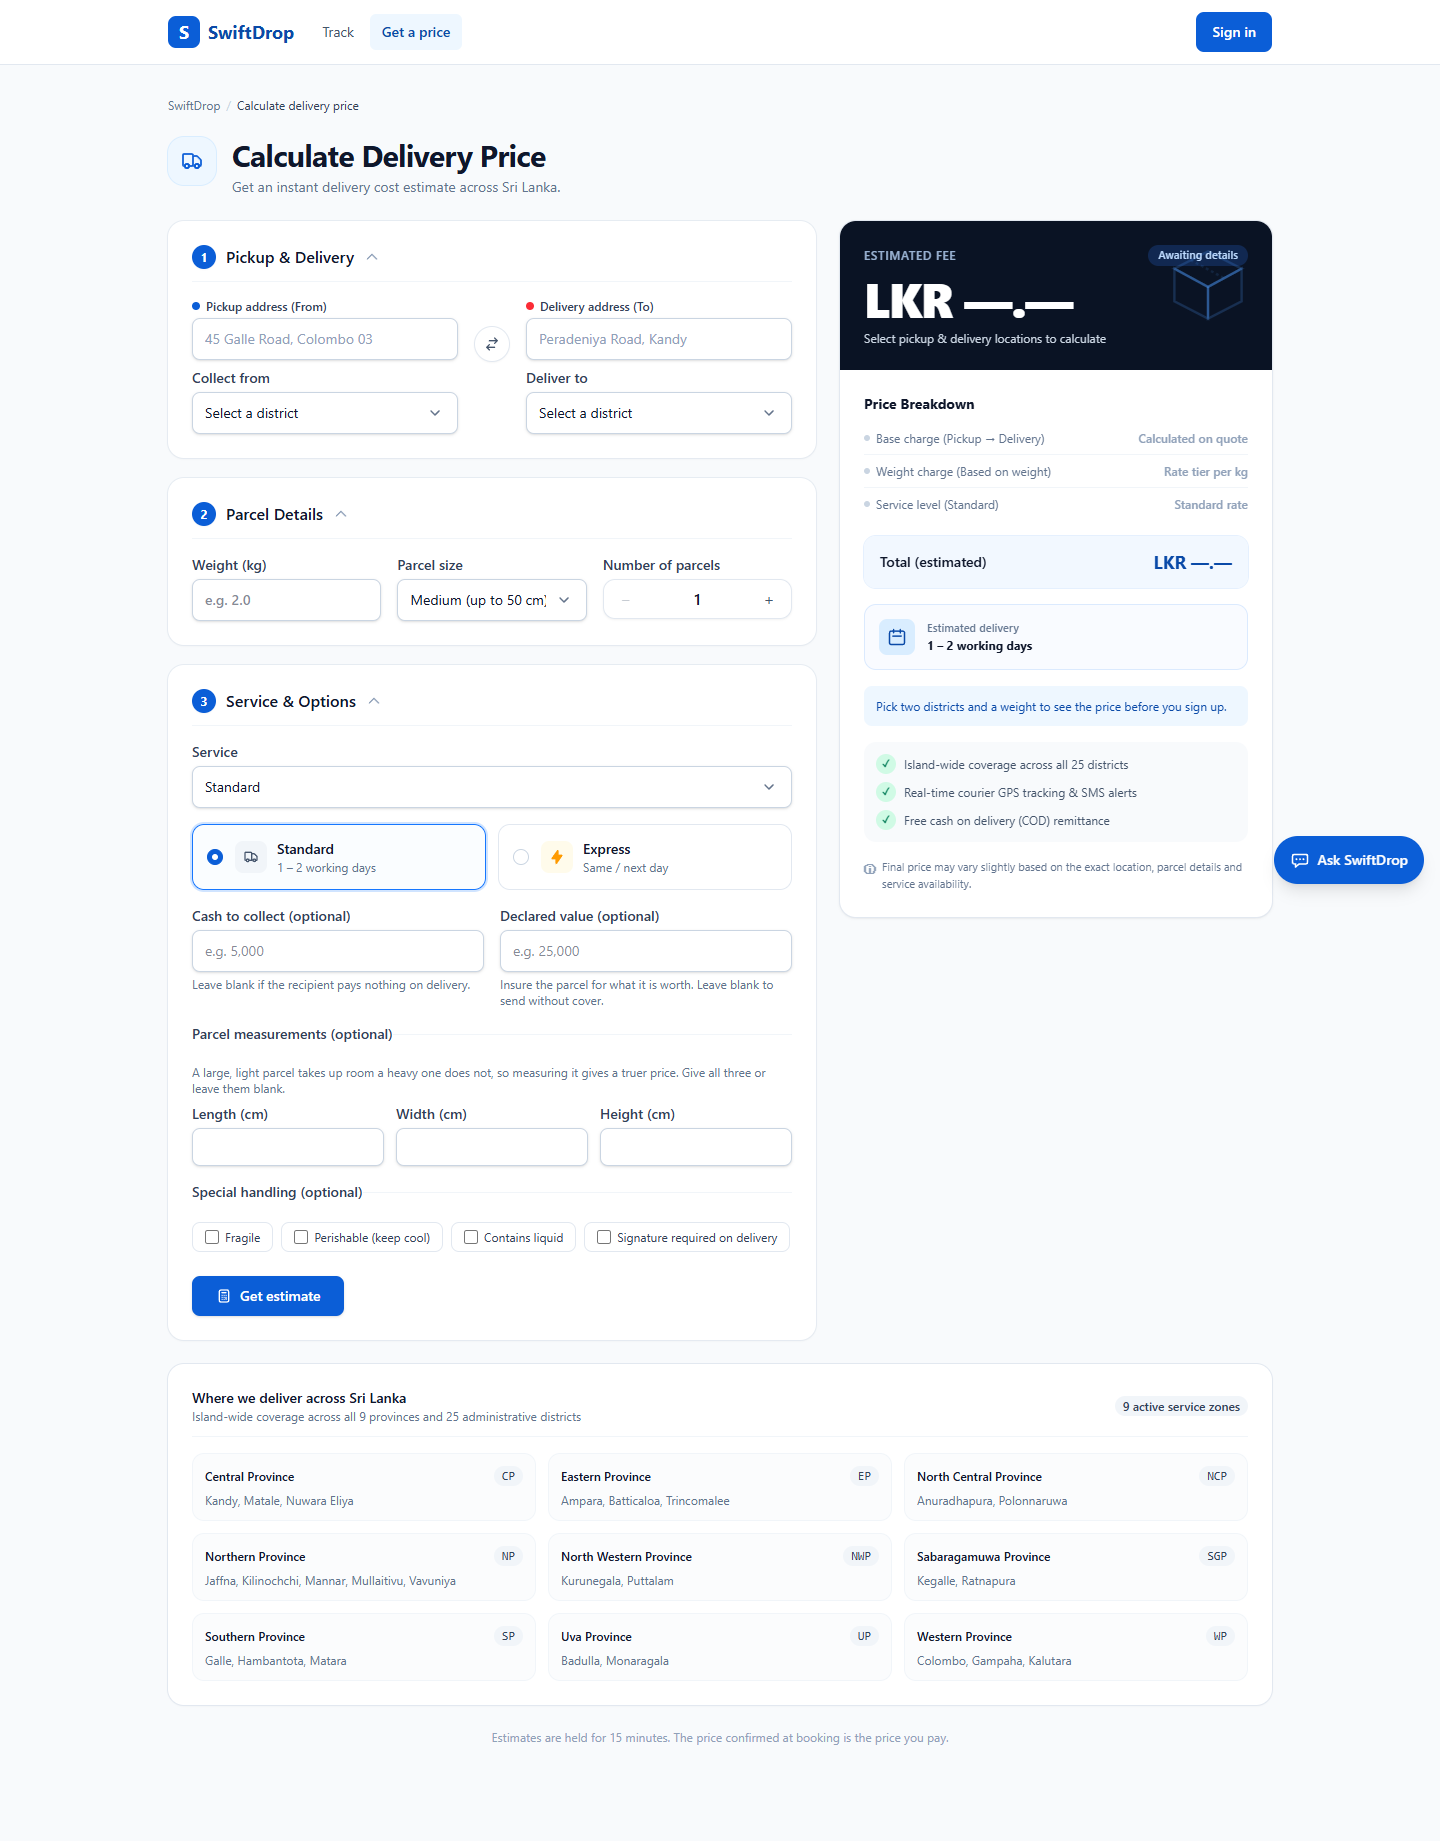 S SwiftDrop Track Get a price Sign in
SwiftDrop / Calculate delivery price
Calculate Delivery Price
Get an instant delivery cost estimate across Sri Lanka.
1 Pickup & Delivery
Pickup address (From)
45 Galle Road, Colombo 03
Delivery address (To)
Peradeniya Road, Kandy
Collect from
Select a district
Deliver to
Select a district
2 Parcel Details
Weight (kg)
e.g. 2.0
Parcel size
Medium (up to 50 cm)
Number of parcels
− 1 +
3 Service & Options
Service
Standard
Standard
1 – 2 working days
Express
Same / next day
Cash to collect (optional)
e.g. 5,000
Leave blank if the recipient pays nothing on delivery.
Declared value (optional)
e.g. 25,000
Insure the parcel for what it is worth. Leave blank to
send without cover.
Parcel measurements (optional)
A large, light parcel takes up room a heavy one does not, so measuring it gives a truer price. Give all three or
leave them blank.
Length (cm)
Width (cm)
Height (cm)
Special handling (optional)
Fragile
Perishable (keep cool)
Contains liquid
Signature required on delivery
Get estimate
ESTIMATED FEE
Awaiting details
LKR —.—
Select pickup & delivery locations to calculate
Price Breakdown
Base charge (Pickup → Delivery) Calculated on quote
Weight charge (Based on weight) Rate tier per kg
Service level (Standard) Standard rate
Total (estimated) LKR —.—
Estimated delivery
1 – 2 working days
Pick two districts and a weight to see the price before you sign up.
Island-wide coverage across all 25 districts
Real-time courier GPS tracking & SMS alerts
Free cash on delivery (COD) remittance
Final price may vary slightly based on the exact location, parcel details and
service availability.
Ask SwiftDrop
Where we deliver across Sri Lanka
Island-wide coverage across all 9 provinces and 25 administrative districts
9 active service zones
Central Province CP
Kandy, Matale, Nuwara Eliya
Eastern Province EP
Ampara, Batticaloa, Trincomalee
North Central Province NCP
Anuradhapura, Polonnaruwa
Northern Province NP
Jaffna, Kilinochchi, Mannar, Mullaitivu, Vavuniya
North Western Province NWP
Kurunegala, Puttalam
Sabaragamuwa Province SGP
Kegalle, Ratnapura
Southern Province SP
Galle, Hambantota, Matara
Uva Province UP
Badulla, Monaragala
Western Province WP
Colombo, Gampaha, Kalutara
Estimates are held for 15 minutes. The price confirmed at booking is the price you pay.